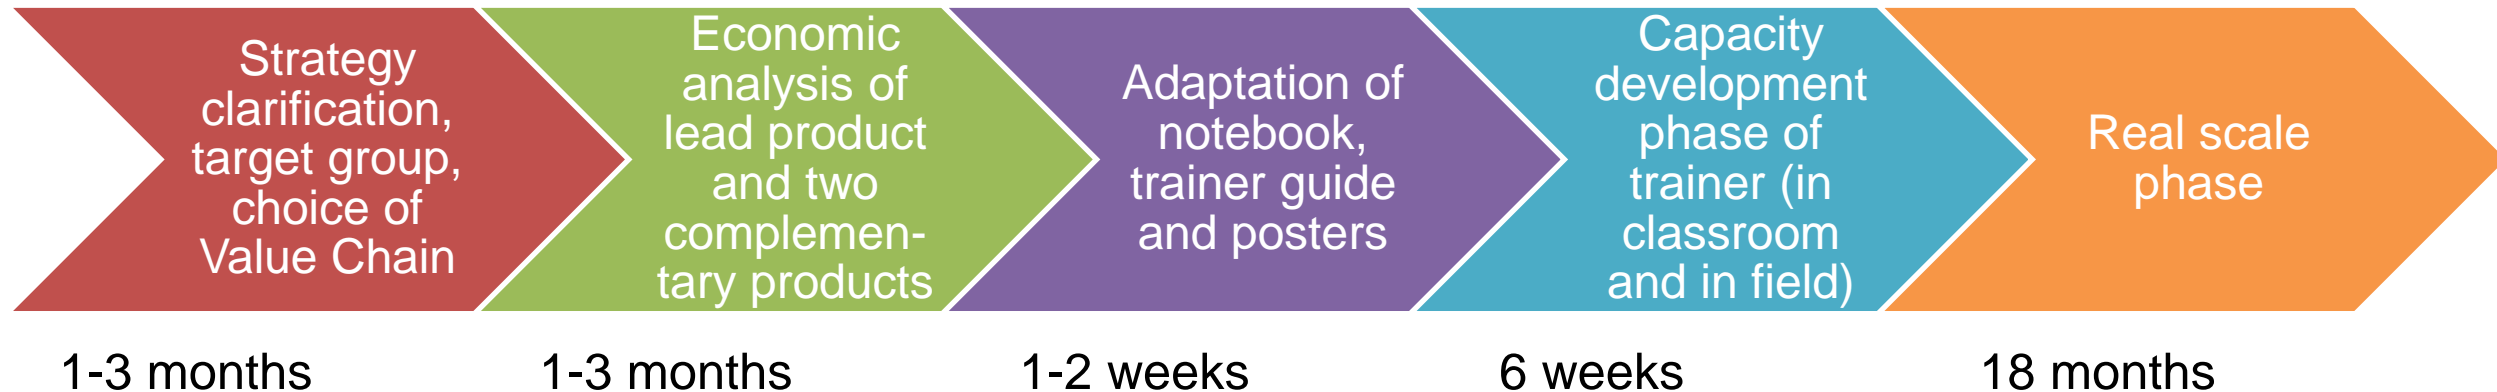 Strategy
clarification,
target group,
choice of
Value Chain
Economic
analysis of
lead product
and two
complemen-
tary products
Adaptation of
notebook,
trainer guide
and posters
Capacity
development
phase of
trainer (in
classroom
and in field)
Real scale
phase
1-3 months
1-3 months
1-2 weeks
6 weeks
18 months